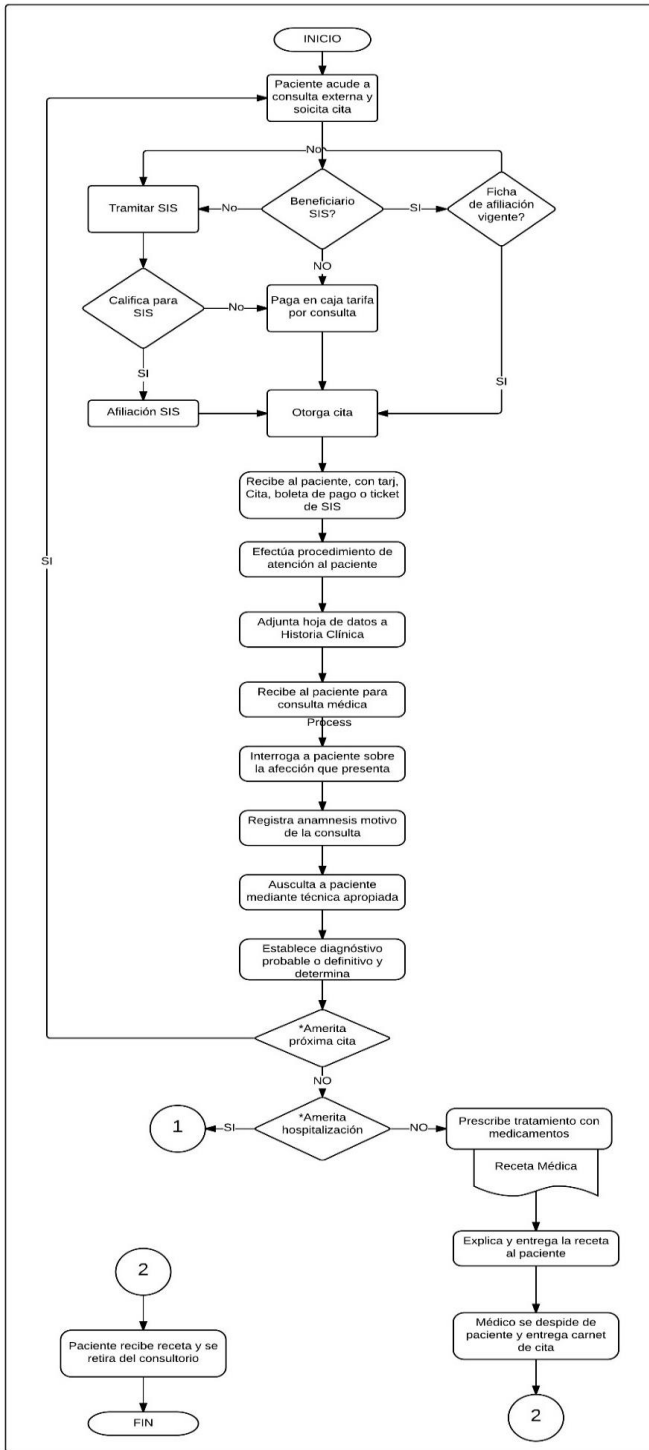 INICIO
Paciente acude a
consulta externa y
soicita cita
No
Tramitar SIS
No
Beneficiario
SIS?
SI
Ficha
de afiliación
vigente?
NO
Califica para
SIS
No
Paga en caja tarifa
por consulta
SI
SI
Afiliación SIS
Otorga cita
Recibe al paciente, con tarj,
Cita, boleta de pago o ticket
de SIS
SI
Efectúa procedimiento de
atención al paciente
Adjunta hoja de datos a
Historia Clínica
Recibe al paciente para
consulta médica
Process
Interroga a paciente sobre
la afección que presenta
Registra anamnesis motivo
de la consulta
Ausculta a paciente
mediante técnica apropiada
Establece diagnóstivo
probable o definitivo y
determina
*Amerita
próxima cita
NO
1
SI
*Amerita
hospitalización
NO
Prescribe tratamiento con
medicamentos
Receta Médica
Explica y entrega la receta
al paciente
Médico se despide de
paciente y entrega carnet
de cita
2
2
Paciente recibe receta y se
retira del consultorio
FIN